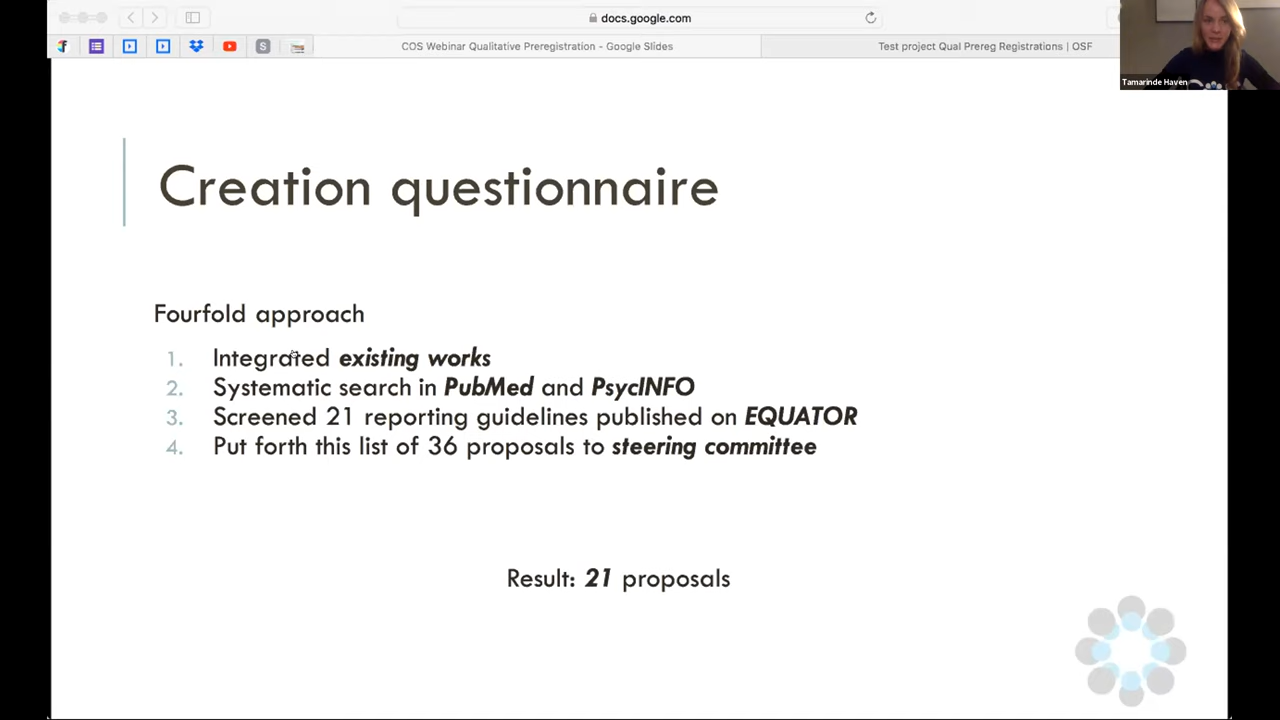 docs.google.com
S
COS Webinar Qualitative Preregistration - Google Slides
Test project Qual Prereg Registrations | OSF
Tamarinde Haven
Creation questionnaire
Fourfold approach
1. Integrated existing works
2. Systematic search in PubMed and PsycINFO
3. Screened 21 reporting guidelines published on EQUATOR
4. Put forth this list of 36 proposals to steering committee
Result: 21 proposals